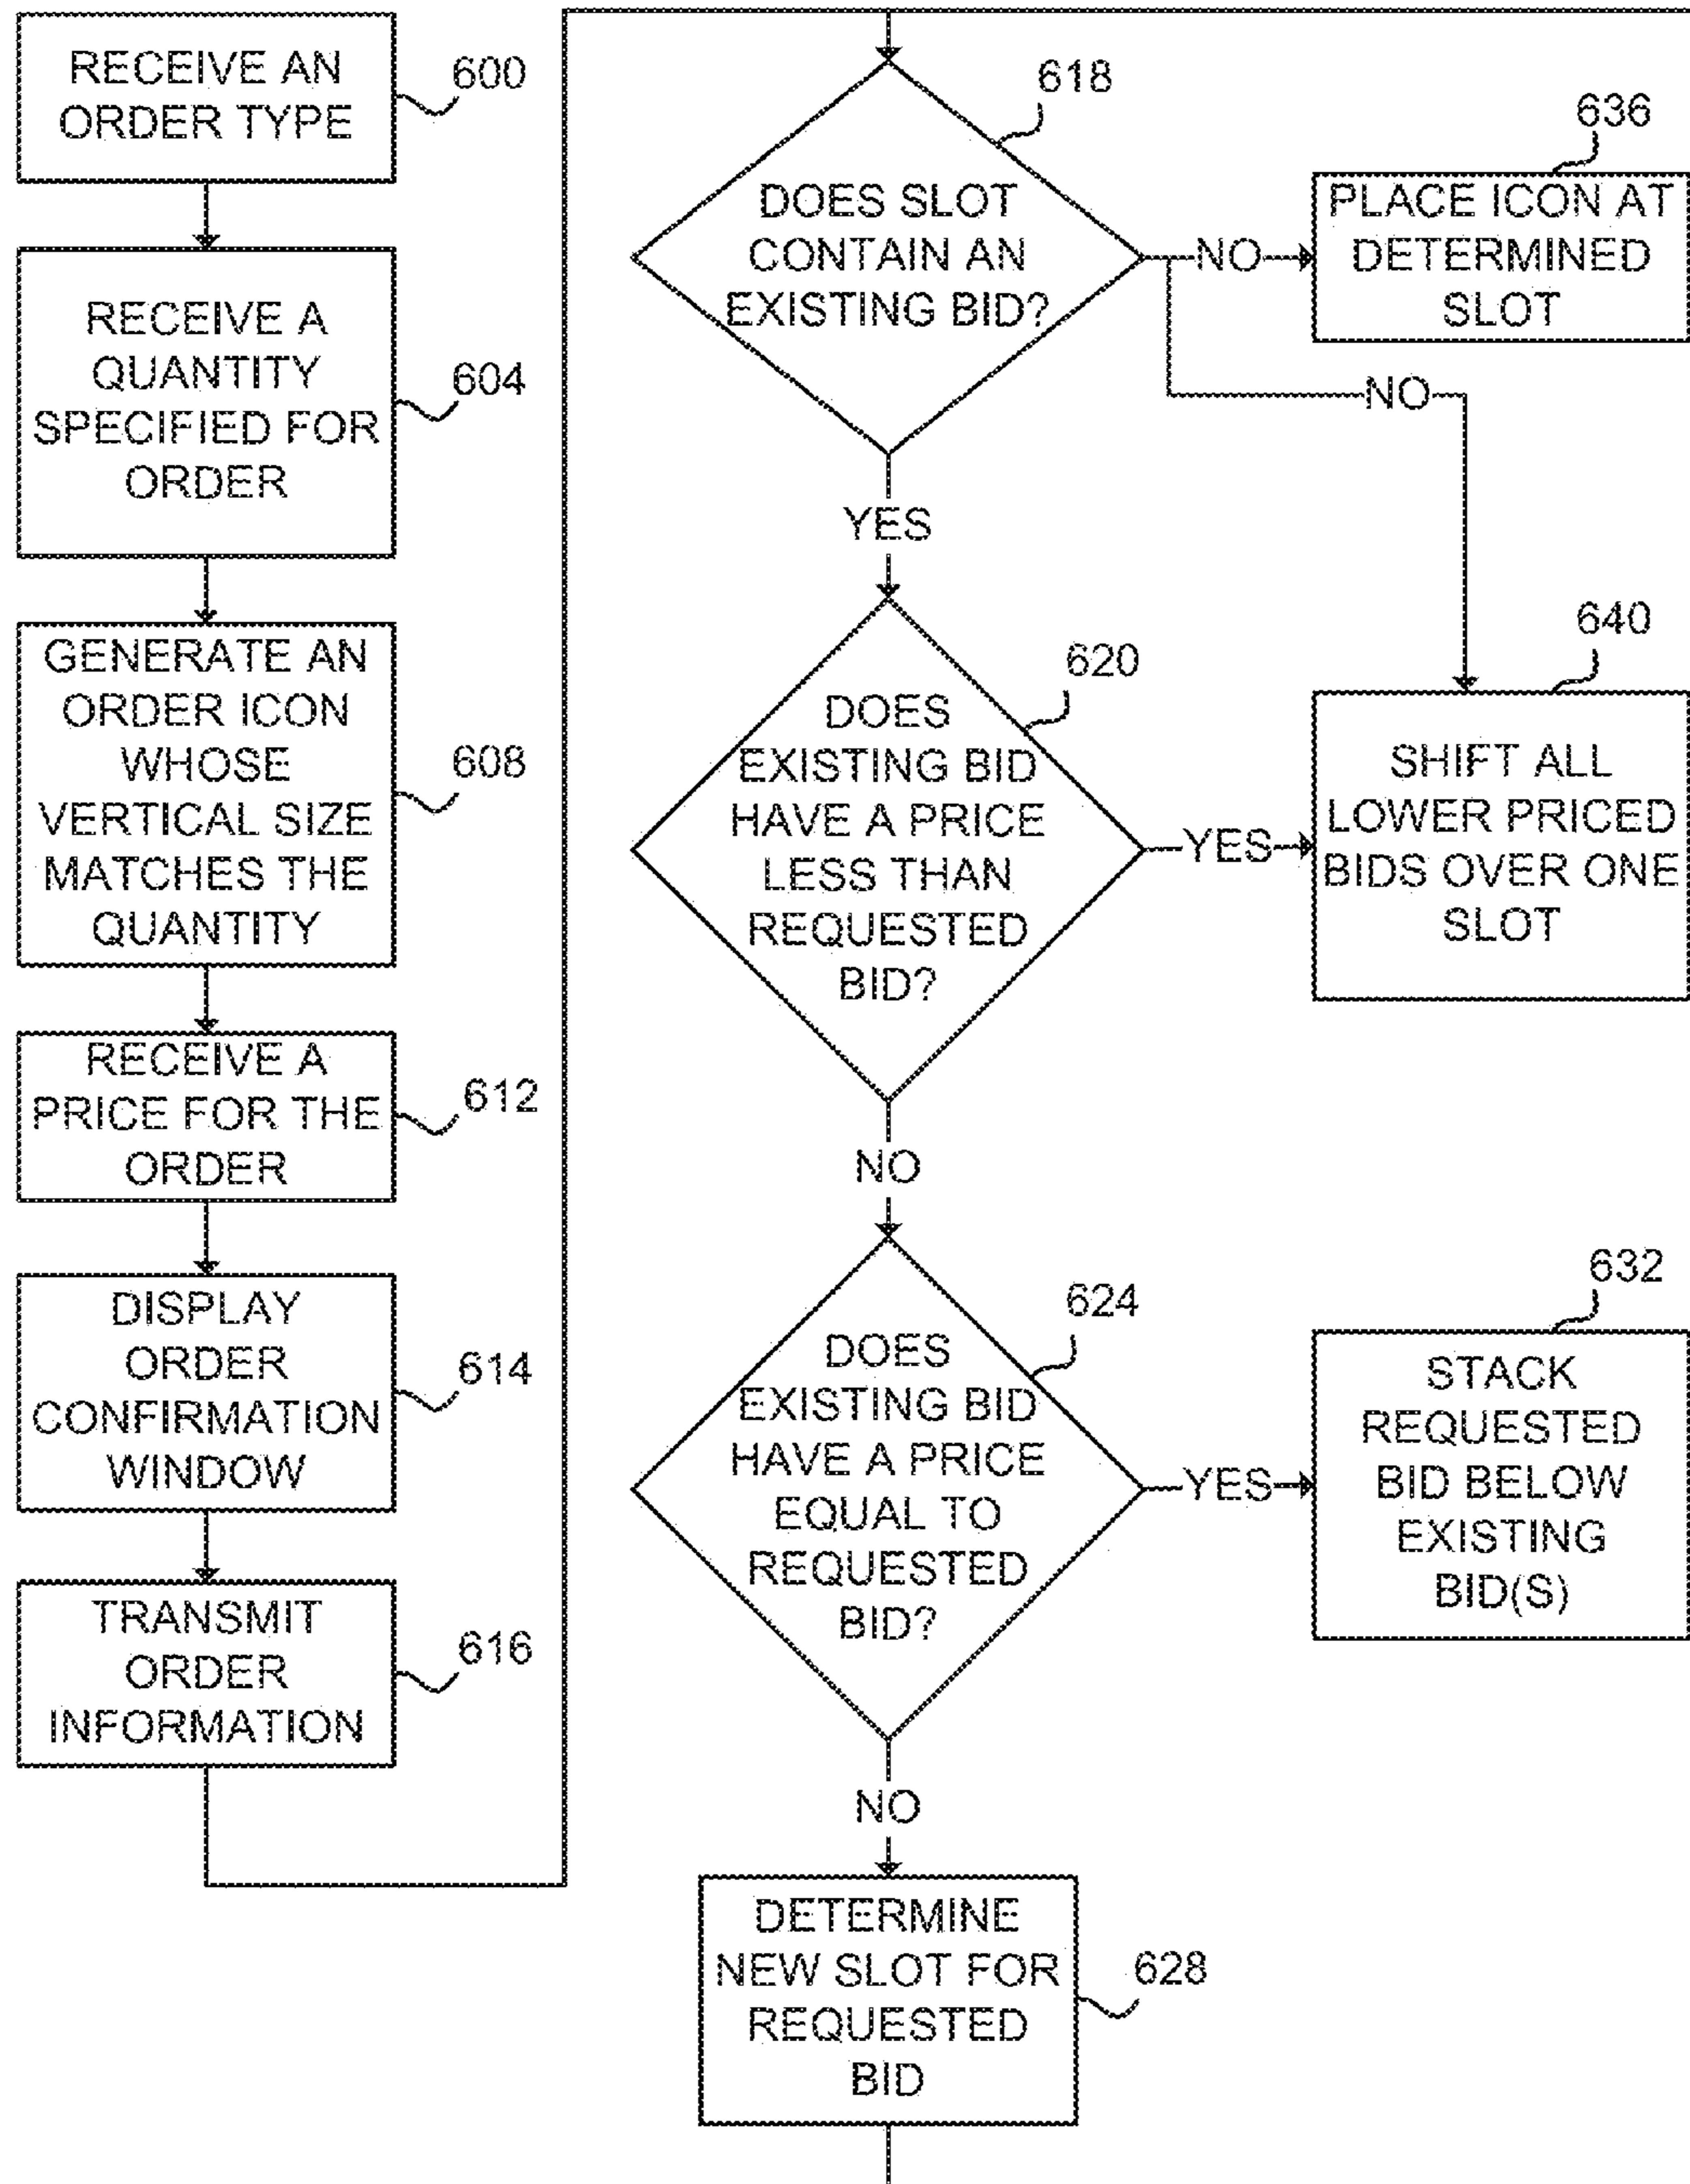 RECEIVE AN
ORDER TYPE
600
RECEIVE A
QUANTITY
SPECIFIED FOR
ORDER
604
GENERATE AN
ORDER ICON
WHOSE
VERTICAL SIZE
MATCHES THE
QUANTITY
608
RECEIVE A
PRICE FOR THE
ORDER
612
DISPLAY
ORDER
CONFIRMATION
WINDOW
614
TRANSMIT
ORDER
INFORMATION
616
618
DOES SLOT
CONTAIN AN
EXISTING BID?
NO
636
PLACE ICON AT
DETERMINED
SLOT
NO
YES
620
DOES
EXISTING BID
HAVE A PRICE
LESS THAN
REQUESTED
BID?
YES
640
SHIFT ALL
LOWER PRICED
BIDS OVER ONE
SLOT
NO
624
DOES
EXISTING BID
HAVE A PRICE
EQUAL TO
REQUESTED
BID?
YES
632
STACK
REQUESTED
BID BELOW
EXISTING
BID(S)
NO
DETERMINE
NEW SLOT FOR
REQUESTED
BID
628